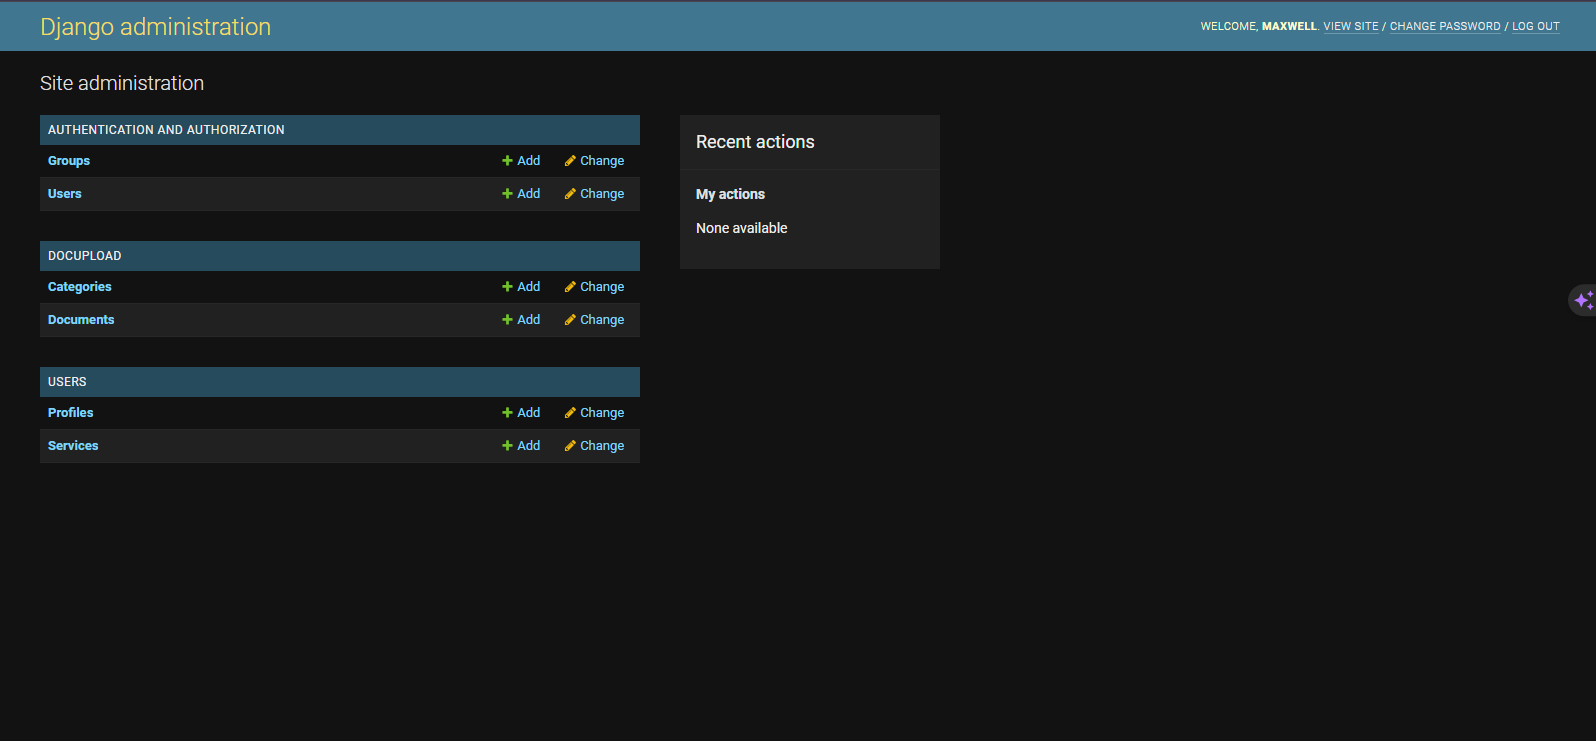 Django administration
WELCOME, MAXWELL. VIEW SITE / CHANGE PASSWORD / LOG OUT
Site administration
AUTHENTICATION AND AUTHORIZATION
Groups Add Change
Users Add Change
DOCUPLOAD
Categories Add Change
Documents Add Change
USERS
Profiles Add Change
Services Add Change
Recent actions
My actions
None available